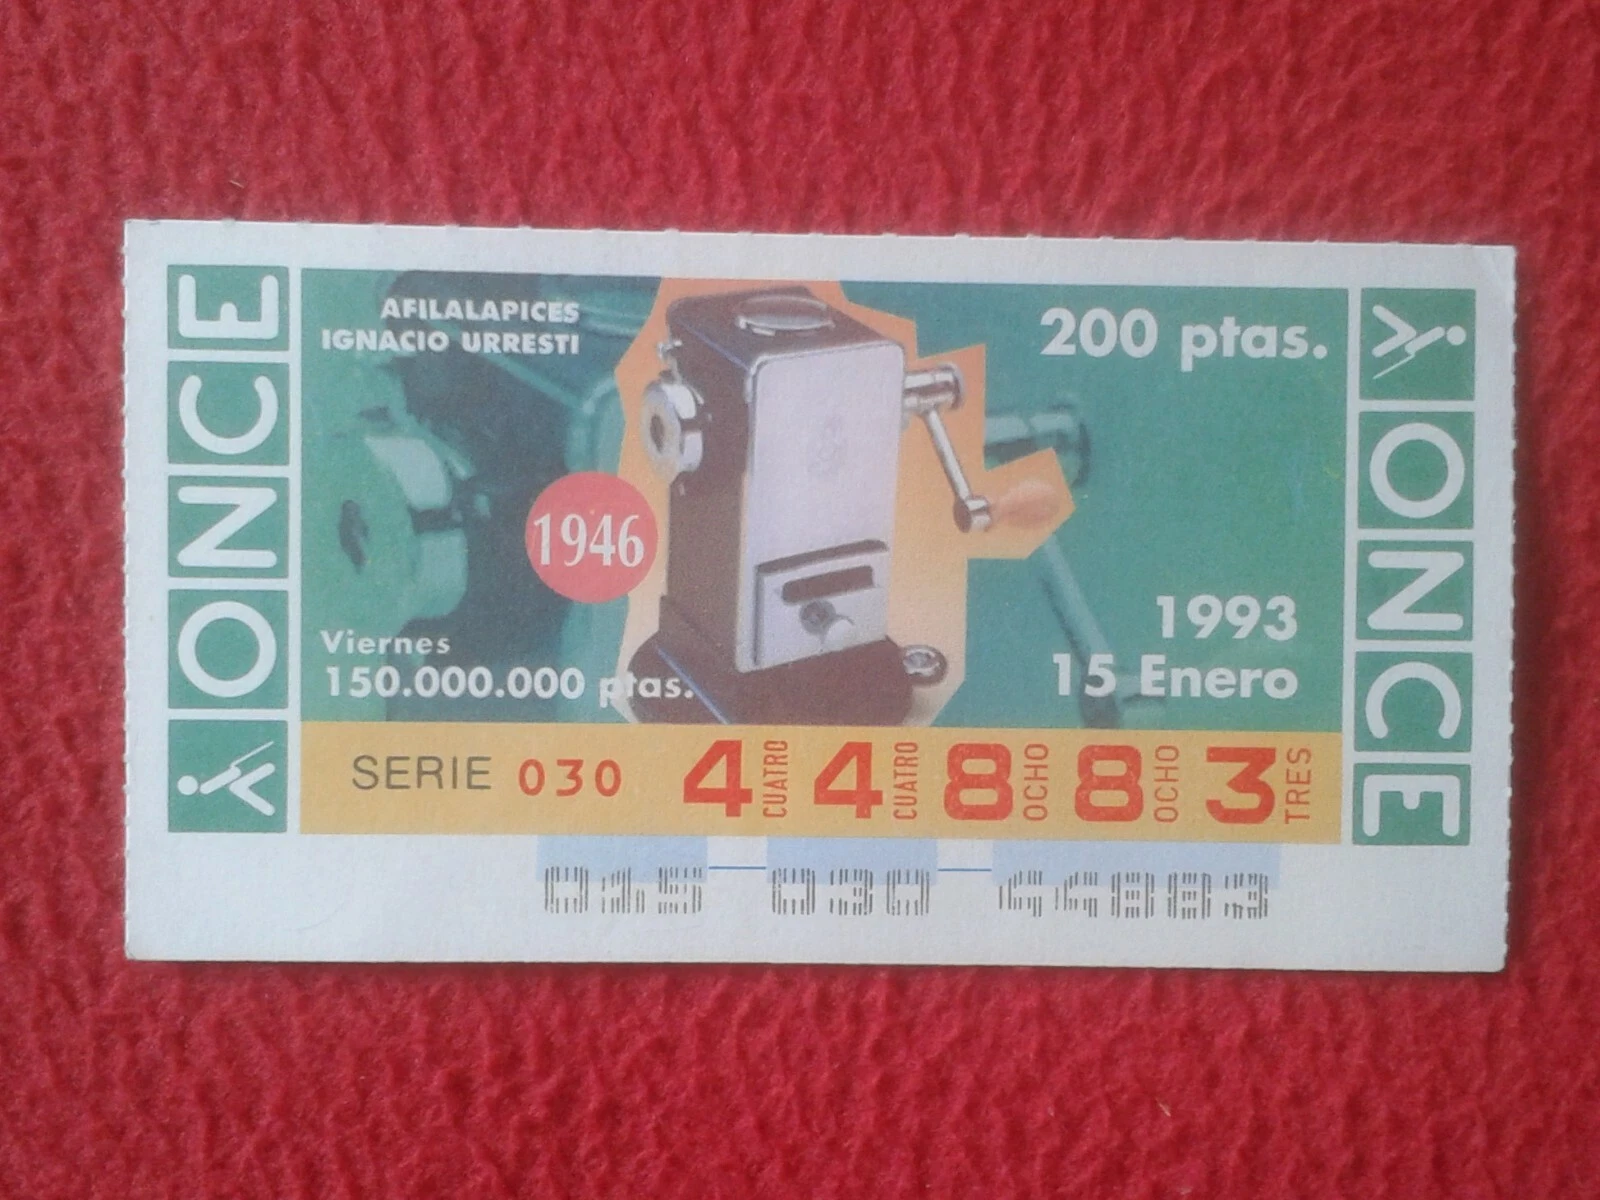 ONCE
AFILALAPICES
IGNACIO URRESTI
200 ptas.
1946
Viernes
150.000.000 ptas.
1993
15 Enero
SERIE 030 4 CUATRO 4 CUATRO 8 OCHO 8 OCHO 3 TRES
015 030 44883
ONCE